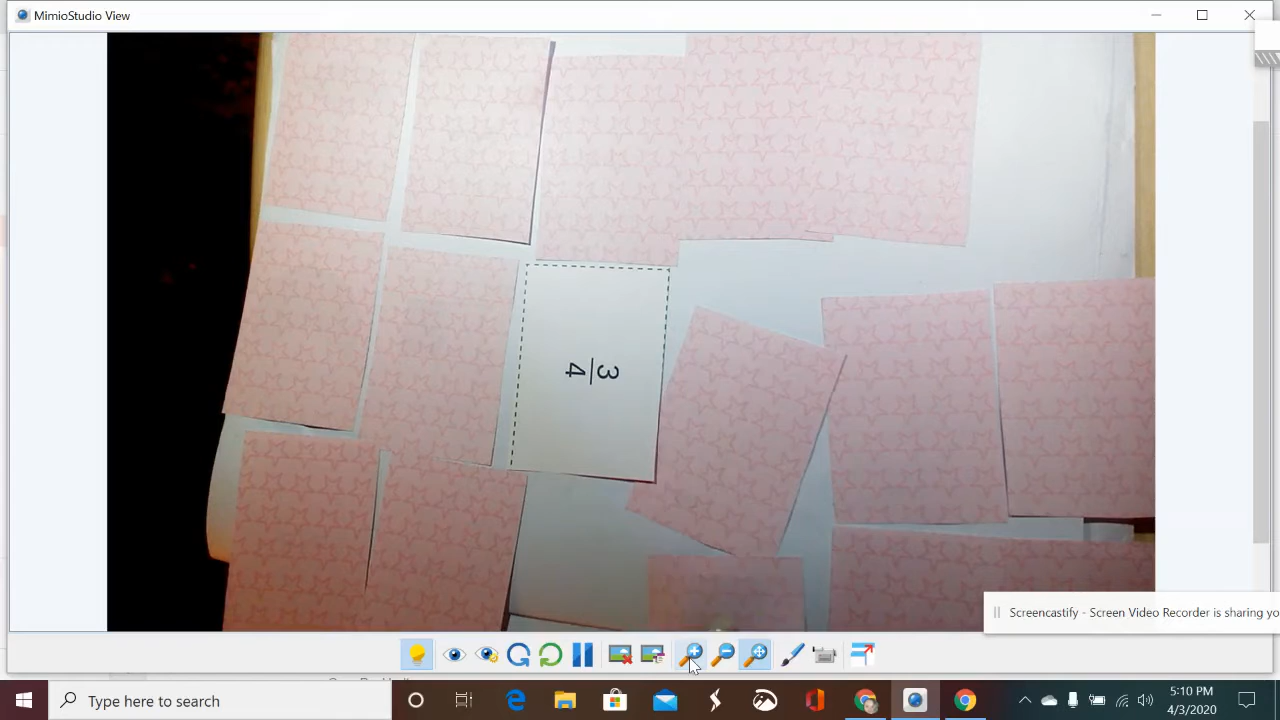 MimioStudio View
3
4
Screencastify - Screen Video Recorder is sharing yo
Type here to search
5:10 PM
4/3/2020